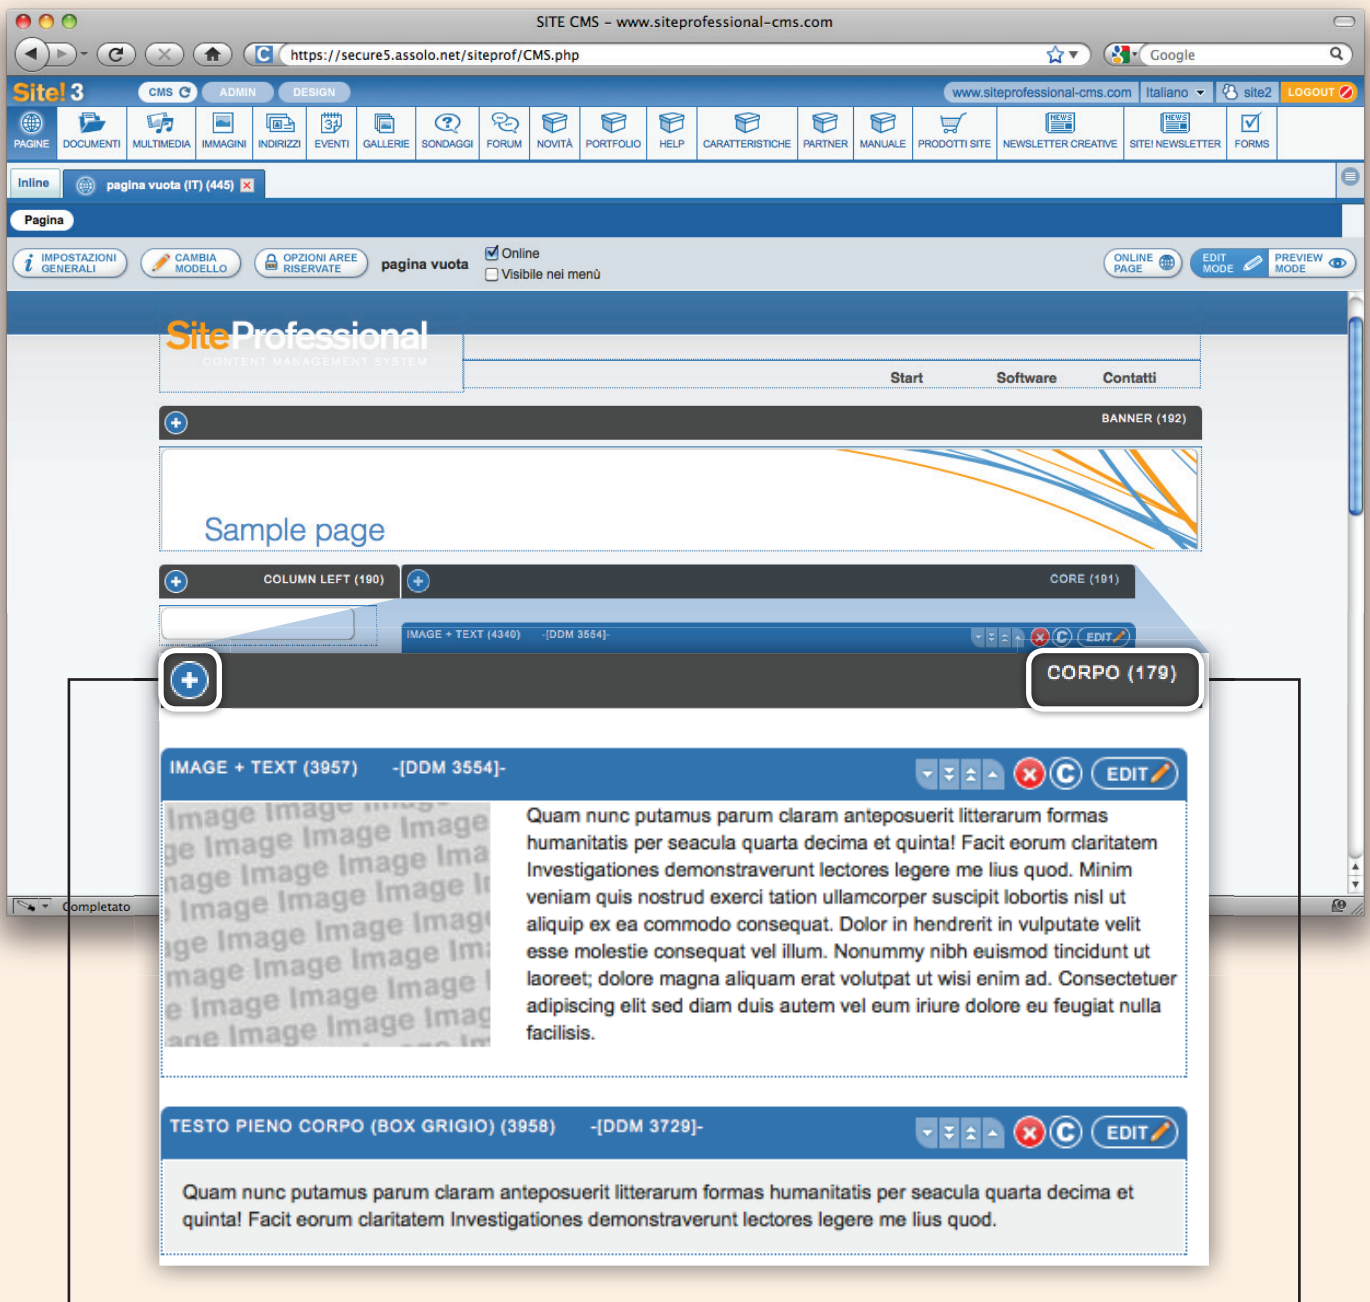 SITE CMS – www.siteprofessional-cms.com
https://secure5.assolo.net/siteprof/CMS.php
Google
Site! 3
CMS
ADMIN
DESIGN
www.siteprofessional-cms.com
Italiano
site2
LOGOUT
PAGINE
DOCUMENTI
MULTIMEDIA
IMMAGINI
INDIRIZZI
EVENTI
GALLERIE
SONDAGGI
FORUM
NOVITÀ
PORTFOLIO
HELP
CARATTERISTICHE
PARTNER
MANUALE
PRODOTTI SITE
NEWSLETTER CREATIVE
SITE! NEWSLETTER
FORMS
Inline
pagina vuota (IT) (445)
Pagina
IMPOSTAZIONI
GENERALI
CAMBIA
MODELLO
OPZIONI AREE
RISERVATE
pagina vuota
Online
Visibile nei menù
ONLINE
PAGE
EDIT
MODE
PREVIEW
MODE
SiteProfessional
CONTENT MANAGEMENT SYSTEM
Start
Software
Contatti
BANNER (192)
Sample page
COLUMN LEFT (190)
CORE (191)
IMAGE + TEXT (4340) -[DDM 3554]-
C
EDIT
CORPO (179)
IMAGE + TEXT (3957) -[DDM 3554]-
C
EDIT
Quam nunc putamus parum claram anteposuerit litterarum formas
humanitatis per seacula quarta decima et quinta! Facit eorum claritatem
Investigationes demonstraverunt lectores legere me lius quod. Minim
veniam quis nostrud exerci tation ullamcorper suscipit lobortis nisl ut
aliquip ex ea commodo consequat. Dolor in hendrerit in vulputate velit
esse molestie consequat vel illum. Nonummy nibh euismod tincidunt ut
laoreet; dolore magna aliquam erat volutpat ut wisi enim ad. Consectetuer
adipiscing elit sed diam duis autem vel eum iriure dolore eu feugiat nulla
facilisis.
Completato
TESTO PIENO CORPO (BOX GRIGIO) (3958) -[DDM 3729]-
C
EDIT
Quam nunc putamus parum claram anteposuerit litterarum formas humanitatis per seacula quarta decima et
quinta! Facit eorum claritatem Investigationes demonstraverunt lectores legere me lius quod.